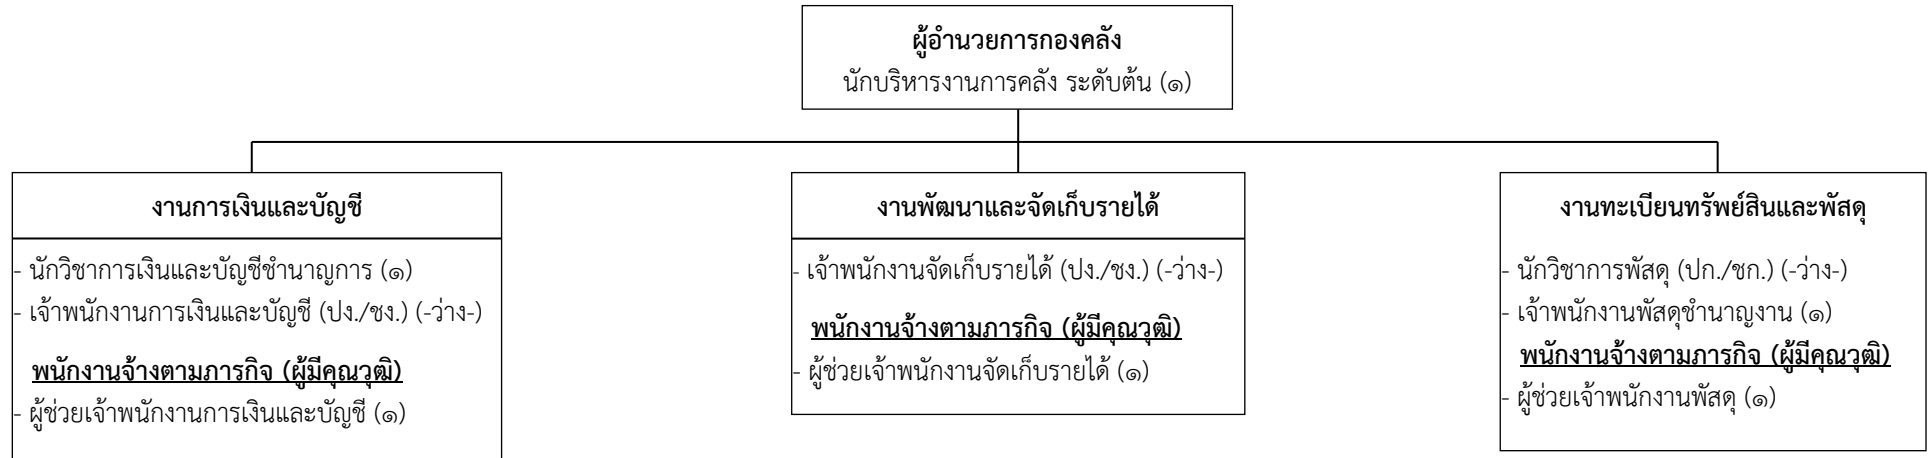 ผู้อำนวยการกองคลัง
นักบริหารงานการคลัง ระดับต้น (๑)
งานการเงินและบัญชี
- นักวิชาการเงินและบัญชีชำนาญการ (๑)
- เจ้าพนักงานการเงินและบัญชี (ปง./ชง.) (-ว่าง-)
พนักงานจ้างตามภารกิจ (ผู้มีคุณวุฒิ)
- ผู้ช่วยเจ้าพนักงานการเงินและบัญชี (๑)
งานพัฒนาและจัดเก็บรายได้
- เจ้าพนักงานจัดเก็บรายได้ (ปง./ชง.) (-ว่าง-)
พนักงานจ้างตามภารกิจ (ผู้มีคุณวุฒิ)
- ผู้ช่วยเจ้าพนักงานจัดเก็บรายได้ (๑)
งานทะเบียนทรัพย์สินและพัสดุ
- นักวิชาการพัสดุ (ปก./ชก.) (-ว่าง-)
- เจ้าพนักงานพัสดุชำนาญงาน (๑)
พนักงานจ้างตามภารกิจ (ผู้มีคุณวุฒิ)
- ผู้ช่วยเจ้าพนักงานพัสดุ (๑)